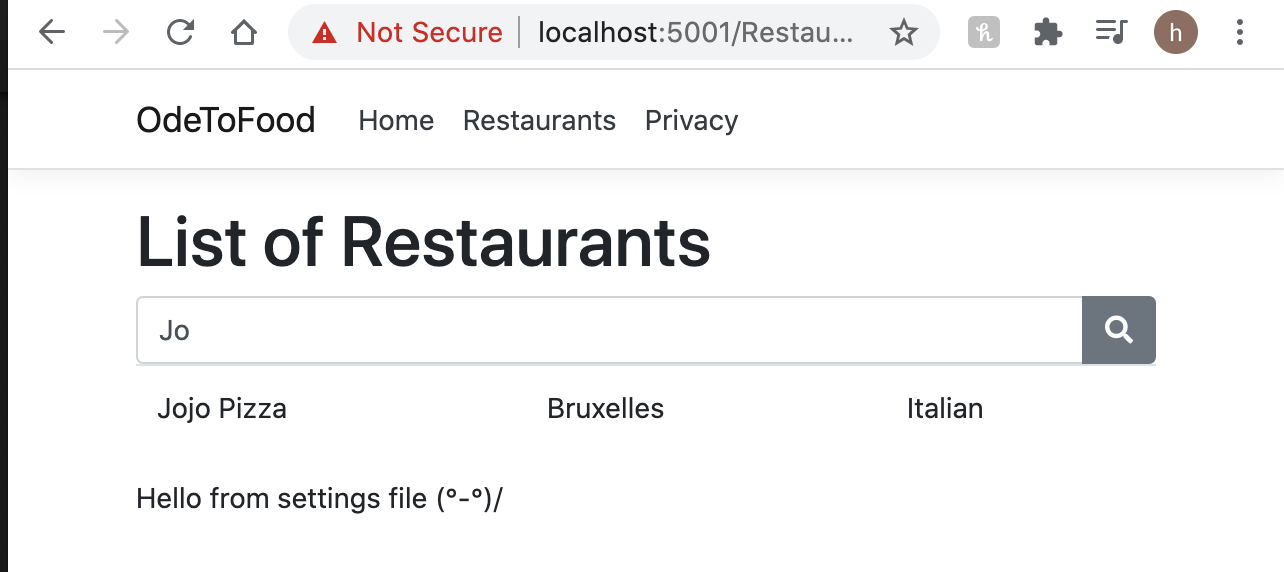 Not Secure localhost:5001/Restau...
h
OdeToFood Home Restaurants Privacy
List of Restaurants
Jo
Jojo Pizza Bruxelles Italian
Hello from settings file (°-°)/